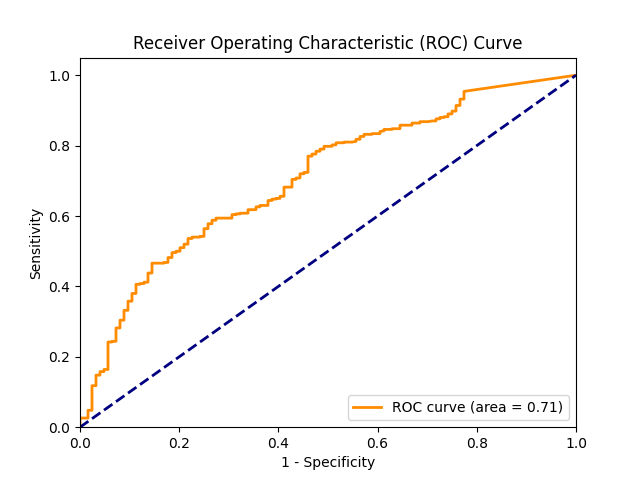 Receiver Operating Characteristic (ROC) Curve
1.0
0.8
0.6
0.4
0.2
0.0
Sensitivity
ROC curve (area = 0.71)
0.0 0.2 0.4 0.6 0.8 1.0
1 - Specificity